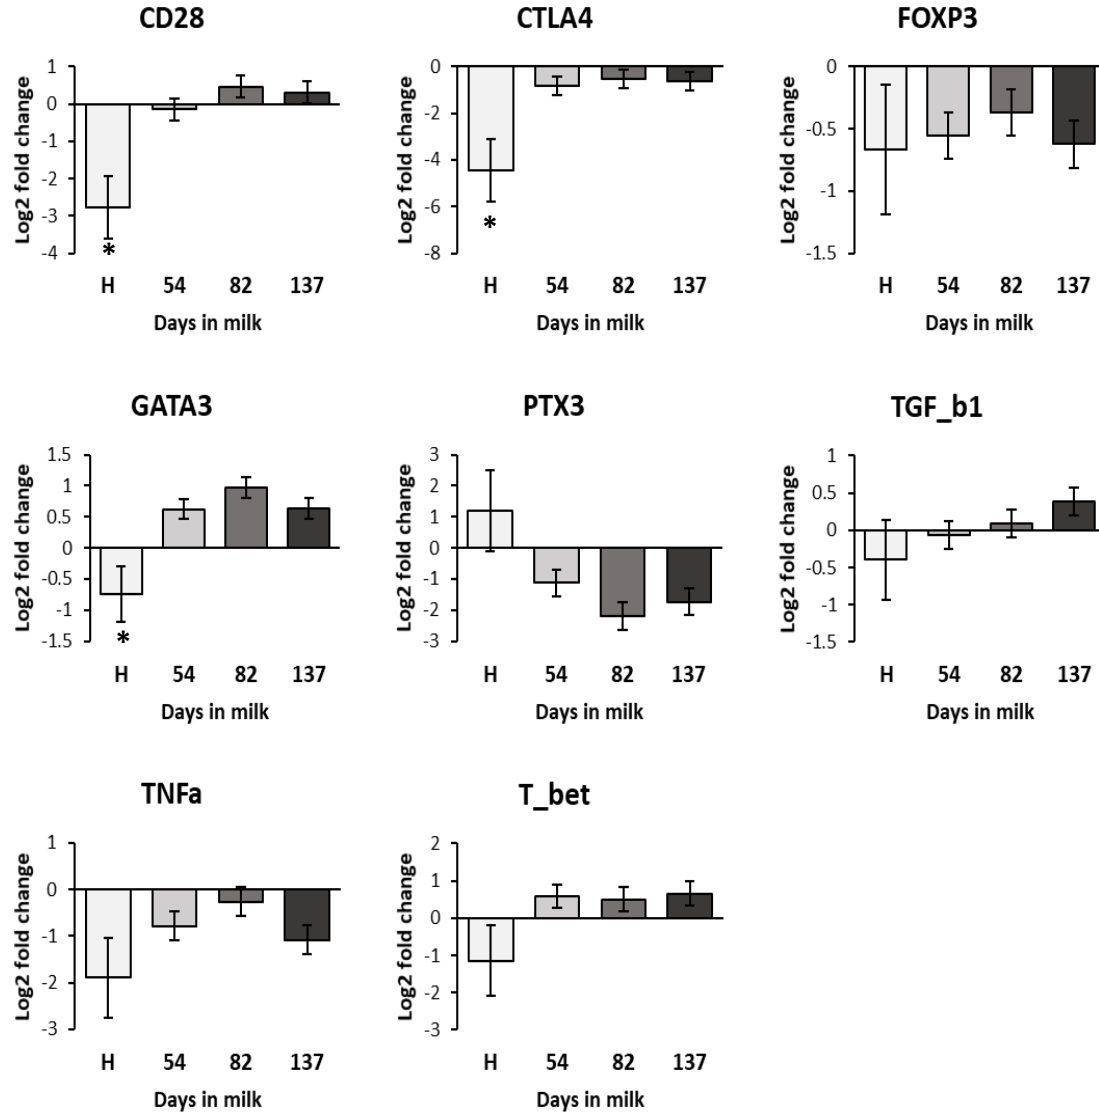 CD28
CTLA4
FOXP3
Log2 fold change
1
0
-1
-2
-3
-4
*
H 54 82 137
Days in milk
Log2 fold change
0
-2
-4
-6
-8
*
H 54 82 137
Days in milk
Log2 fold change
0
-0.5
-1
-1.5
H 54 82 137
Days in milk
GATA3
PTX3
TGF_b1
Log2 fold change
1.5
1
0.5
0
-0.5
-1
-1.5
*
H 54 82 137
Days in milk
Log2 fold change
3
2
1
0
-1
-2
-3
H 54 82 137
Days in milk
Log2 fold change
1
0.5
0
-0.5
-1
-1.5
H 54 82 137
Days in milk
TNFa
T_bet
Log2 fold change
1
0
-1
-2
-3
H 54 82 137
Days in milk
Log2 fold change
2
1
0
-1
-2
-3
H 54 82 137
Days in milk